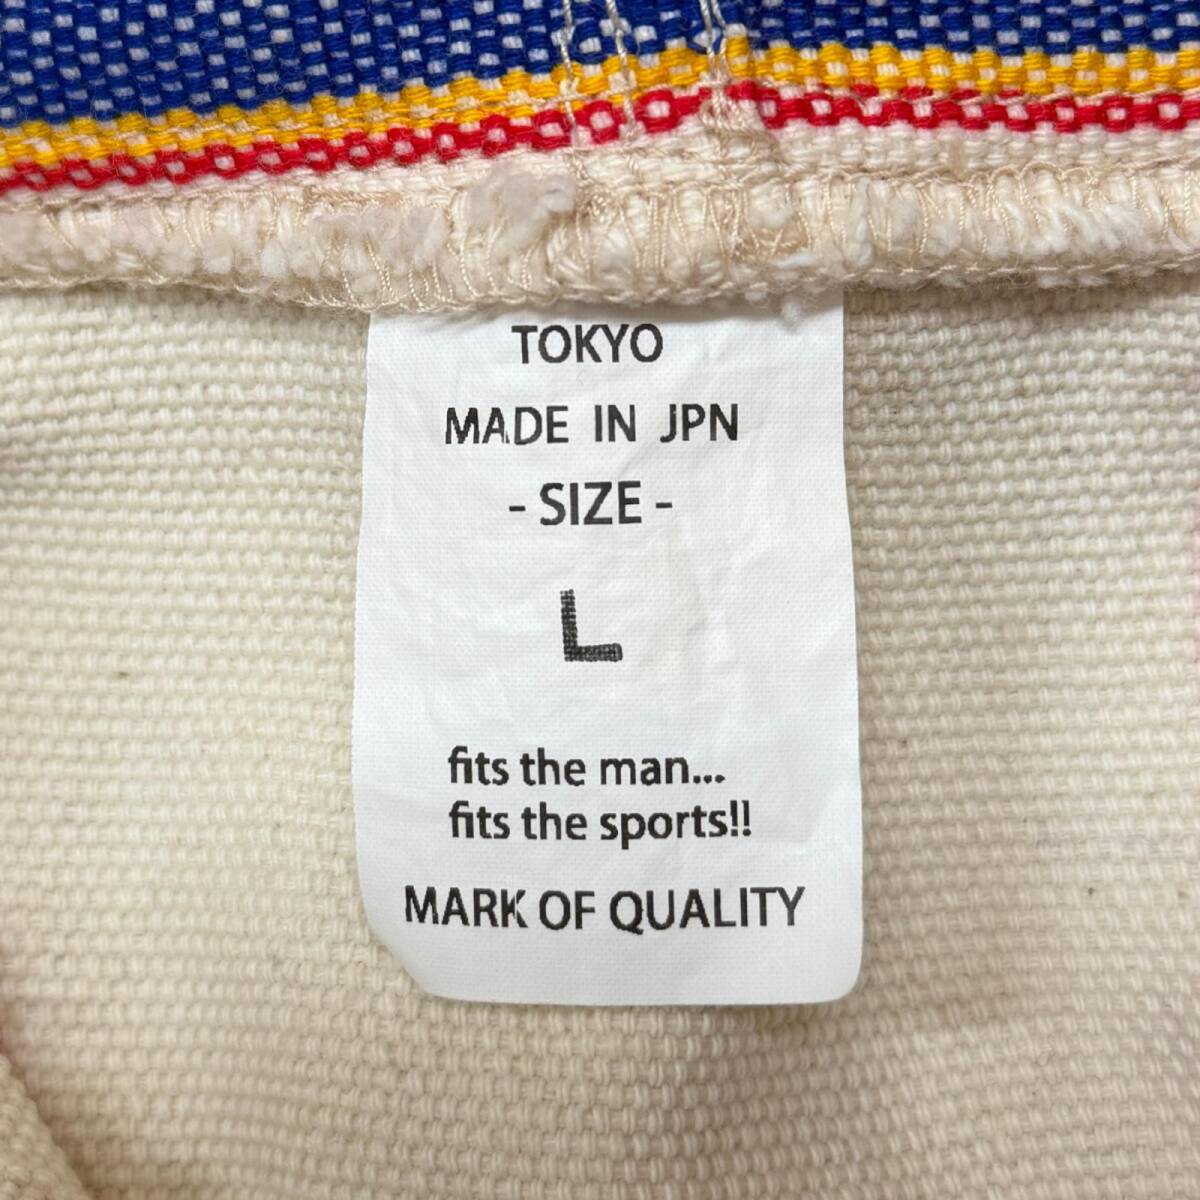 TOKYO
MADE IN JPN
- SIZE -
L
fits the man...
fits the sports!!
MARK OF QUALITY